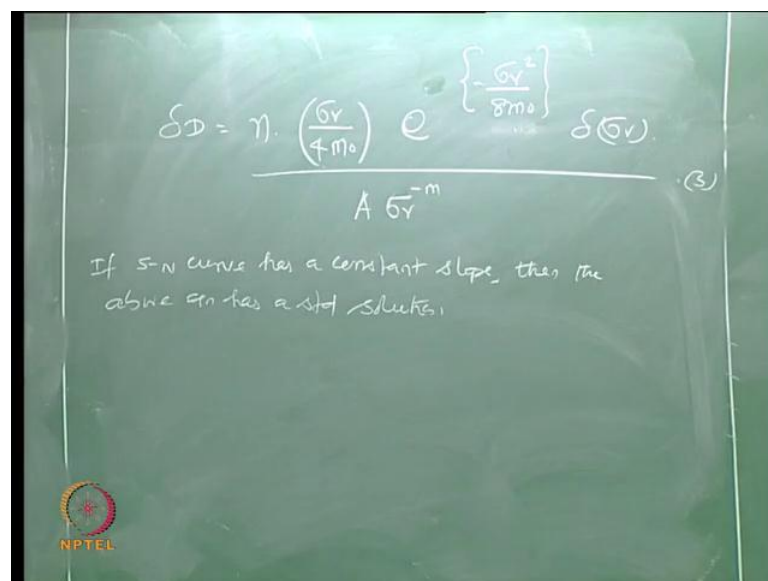 δD = n. (σr / 4m₀) e^{-σr² / 8m₀} δ(σr).
A σr^-m
(3)
If S-N curve has a constant slope, then the
above eqn has a std solution.
NPTEL